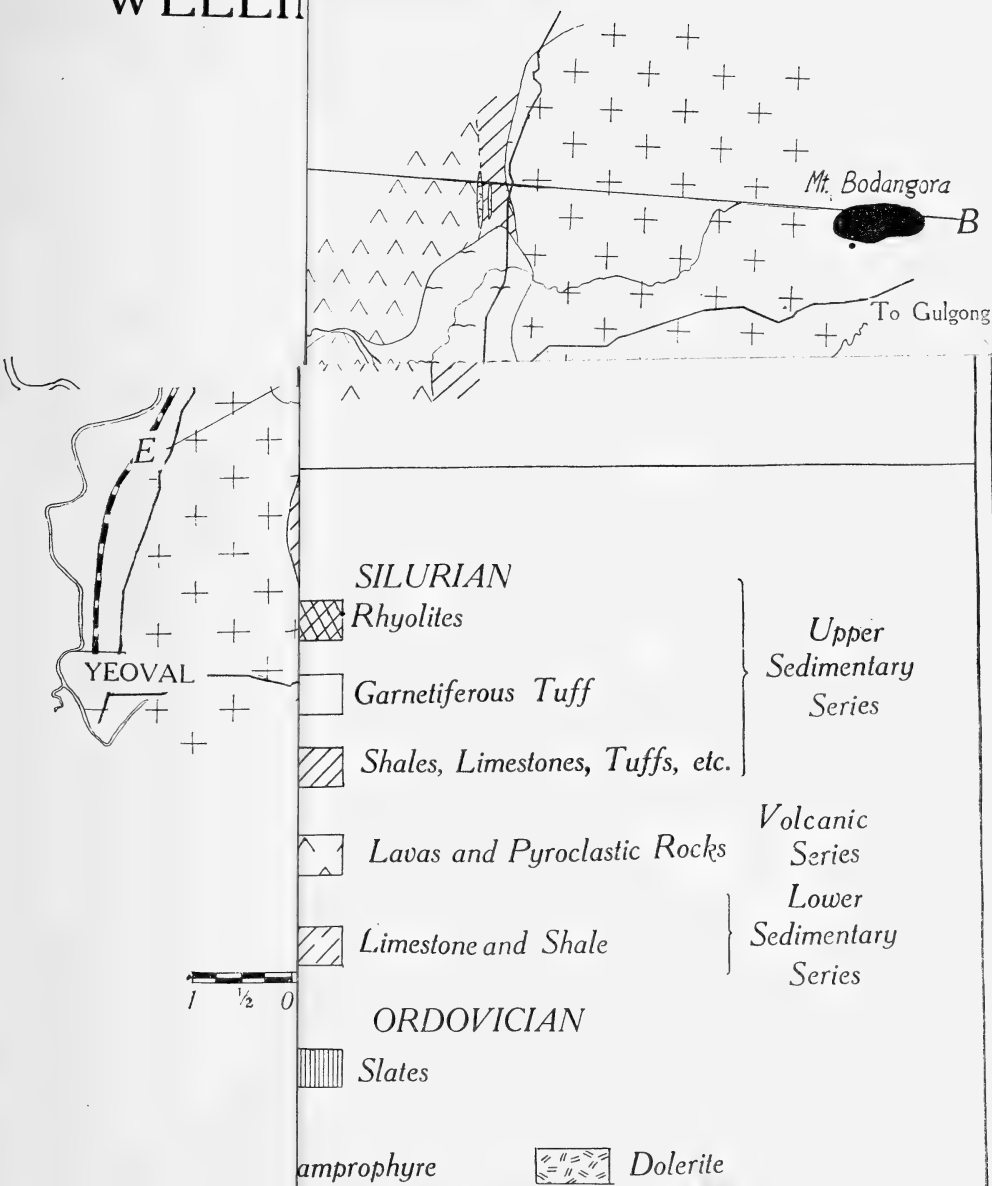 WELLI
Mt. Bodangora
B
To Gulgong
E
YEOVAL
SILURIAN
Rhyolites
Garnetiferous Tuff
Shales, Limestones, Tuffs, etc.
Upper
Sedimentary
Series
Lavas and Pyroclastic Rocks
Volcanic
Series
Limestone and Shale
Lower
Sedimentary
Series
1 ½ 0
ORDOVICIAN
Slates
amprophyre
Dolerite